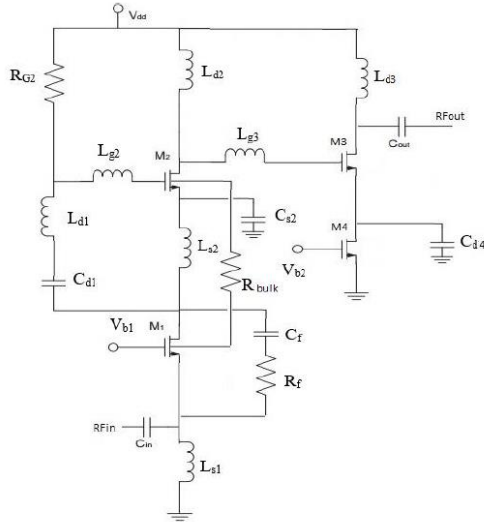 Vdd
RG2
Ld2
Ld3
RFout
Cout
Lg3
M3
Lg2
M2
Ld1
Cs2
M4
Cd4
Ls2
Vb2
Rbulk
Cd1
Vb1
M1
Cf
Rf
RFin
Cin
Ls1